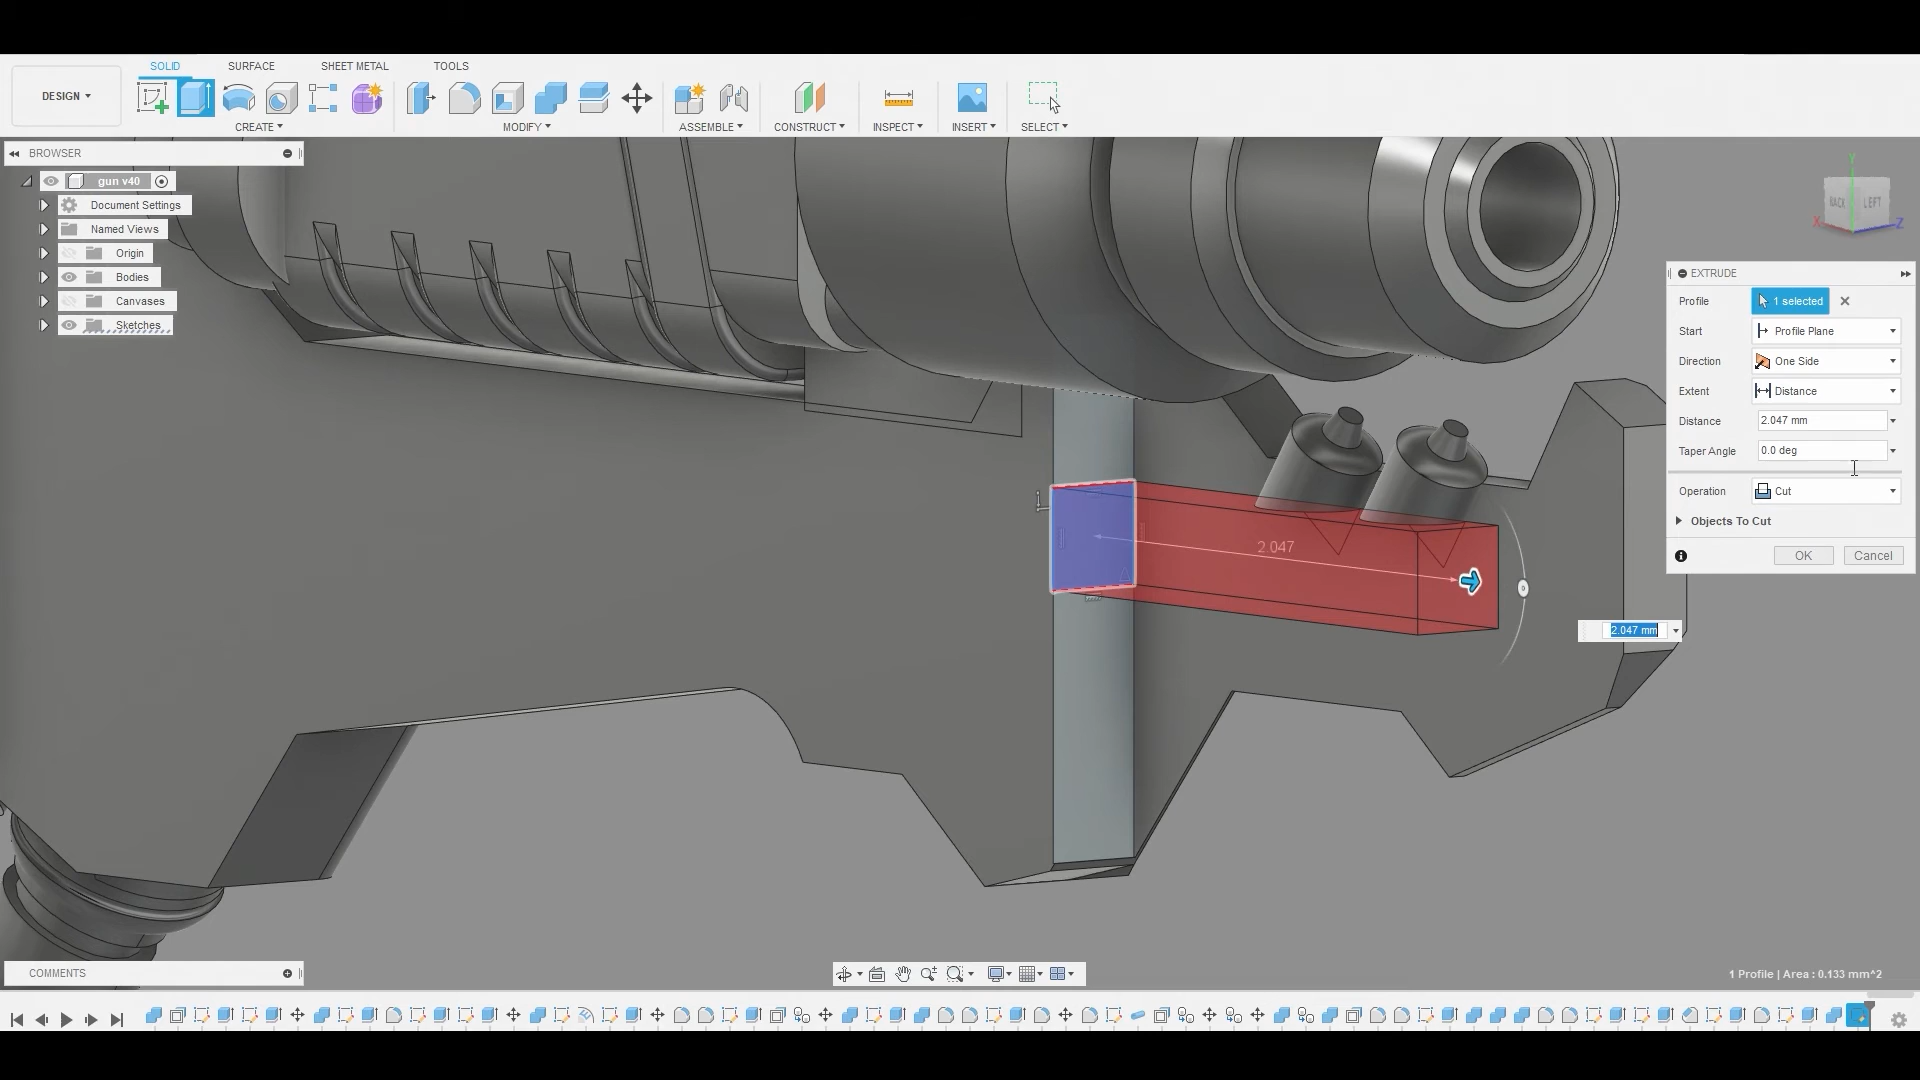 SOLID
SURFACE
SHEET METAL
TOOLS
DESIGN
CREATE
MODIFY
ASSEMBLE
CONSTRUCT
INSPECT
INSERT
SELECT
BROWSER
gun v40
Document Settings
Named Views
Origin
Bodies
Canvases
Sketches
Y
BACK
LEFT
X
Z
EXTRUDE
Profile
1 selected
Start
Profile Plane
Direction
One Side
Extent
Distance
Distance
2.047 mm
Taper Angle
0.0 deg
Operation
Cut
Objects To Cut
OK
Cancel
2.047
2.047 mm
COMMENTS
1 Profile | Area : 0.133 mm^2